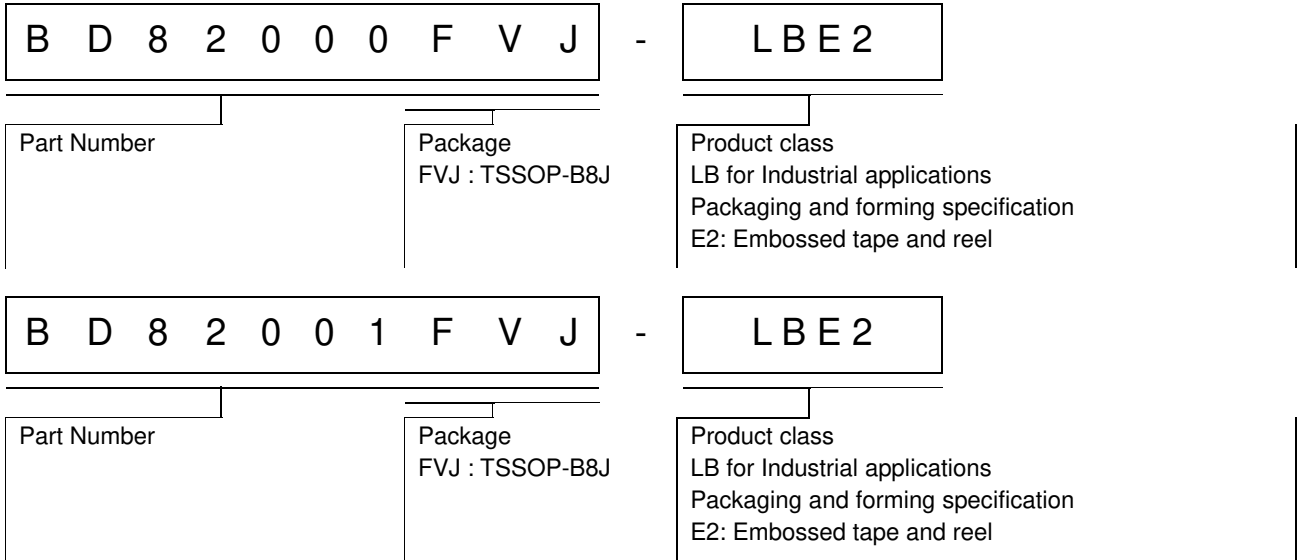 B D 8 2 0 0 0 F V J - L B E 2
Part Number
Package
FVJ : TSSOP-B8J
Product class
LB for Industrial applications
Packaging and forming specification
E2: Embossed tape and reel
B D 8 2 0 0 1 F V J - L B E 2
Part Number
Package
FVJ : TSSOP-B8J
Product class
LB for Industrial applications
Packaging and forming specification
E2: Embossed tape and reel